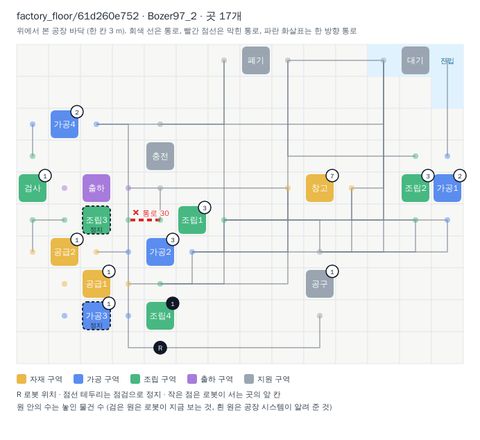 factory_floor/61d260e752 · Bozer97_2 · 곳 17개
위에서 본 공장 바닥 (한 칸 3 m). 회색 선은 통로, 빨간 점선은 막힌 통로, 파란 화살표는 한 방향 통로
폐기
대기
진입
가공4
2
충전
검사
1
출하
창고
7
조립2
3
가공1
2
조립3
정지
✖ 통로 30
조립1
3
공급2
1
가공2
3
공급1
1
공구
1
가공3
정지
1
조립4
1
R
자재 구역
가공 구역
조립 구역
출하 구역
지원 구역
R 로봇 위치 · 점선 테두리는 점검으로 정지 · 작은 점은 로봇이 서는 곳의 앞 칸
원 안의 수는 놓인 물건 수 (검은 원은 로봇이 지금 보는 것, 흰 원은 공장 시스템이 알려 준 것)